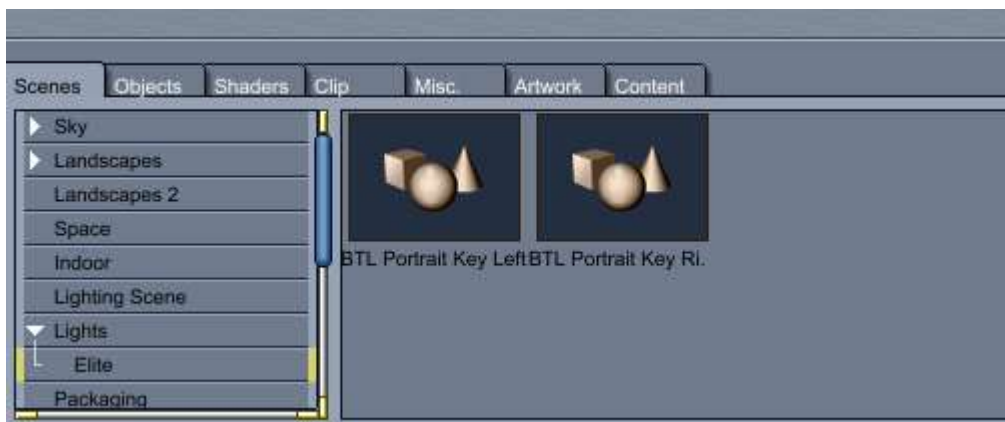 Scenes Objects Shaders Clip Misc. Artwork Content
Sky
Landscapes
Landscapes 2
Space
Indoor
Lighting Scene
Lights
Elite
Packaging
BTL Portrait Key Left BTL Portrait Key Ri.